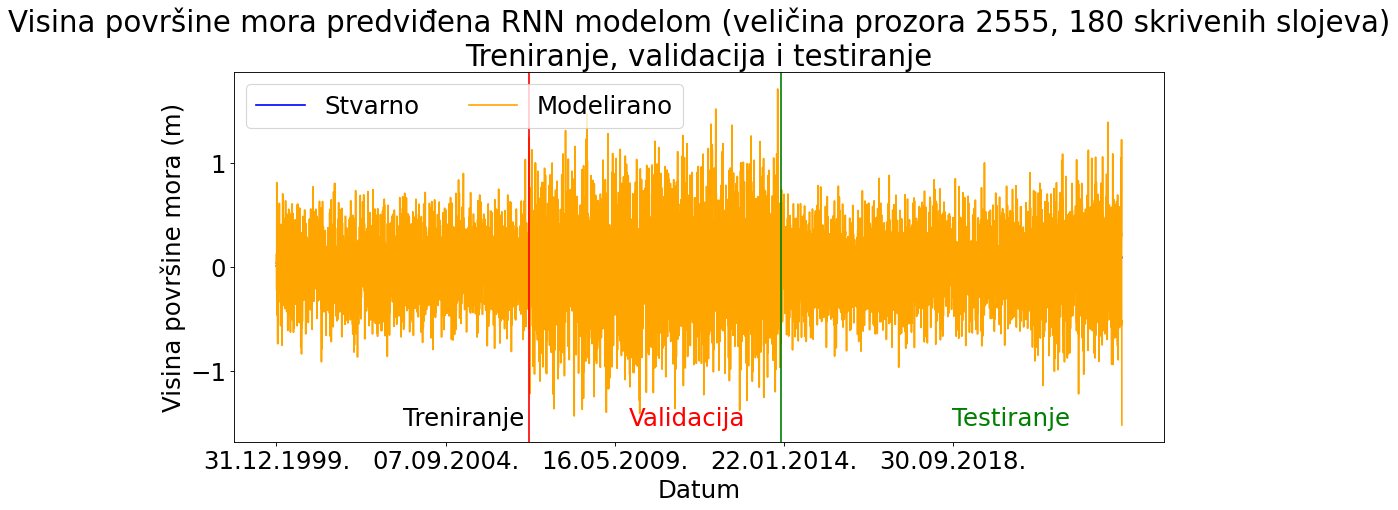 Visina površine mora predviđena RNN modelom (veličina prozora 2555, 180 skrivenih slojeva)
Treniranje, validacija i testiranje
Stvarno Modelirano
Visina površine mora (m)
1
0
−1
Treniranje Validacija Testiranje
31.12.1999. 07.09.2004. 16.05.2009. 22.01.2014. 30.09.2018.
Datum